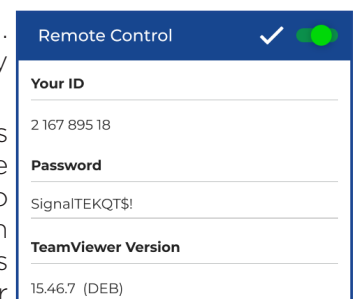 Remote Control
Your ID
2 167 895 18
Password
SignalTEKQT$!
TeamViewer Version
15.46.7 (DEB)